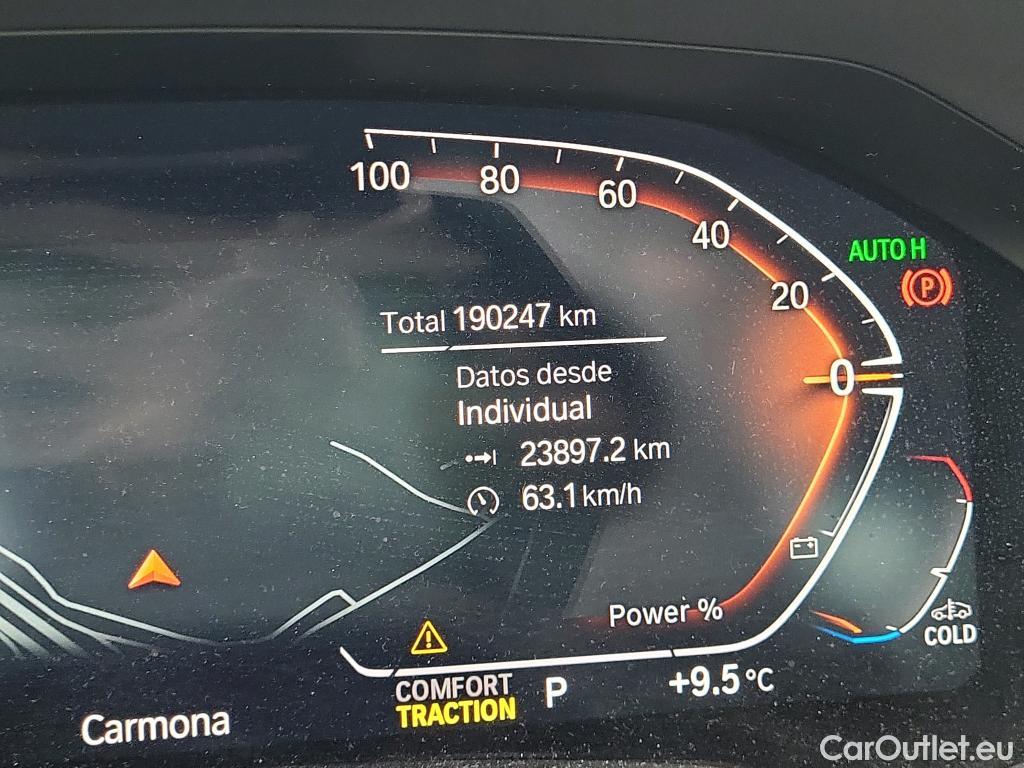 100 80 60 40 20 0
AUTO H
P
Total 190247 km
Datos desde
Individual
23897.2 km
63.1 km/h
Power %
COLD
COMFORT
TRACTION
P
+9.5 °C
Carmona
CarOutlet.eu